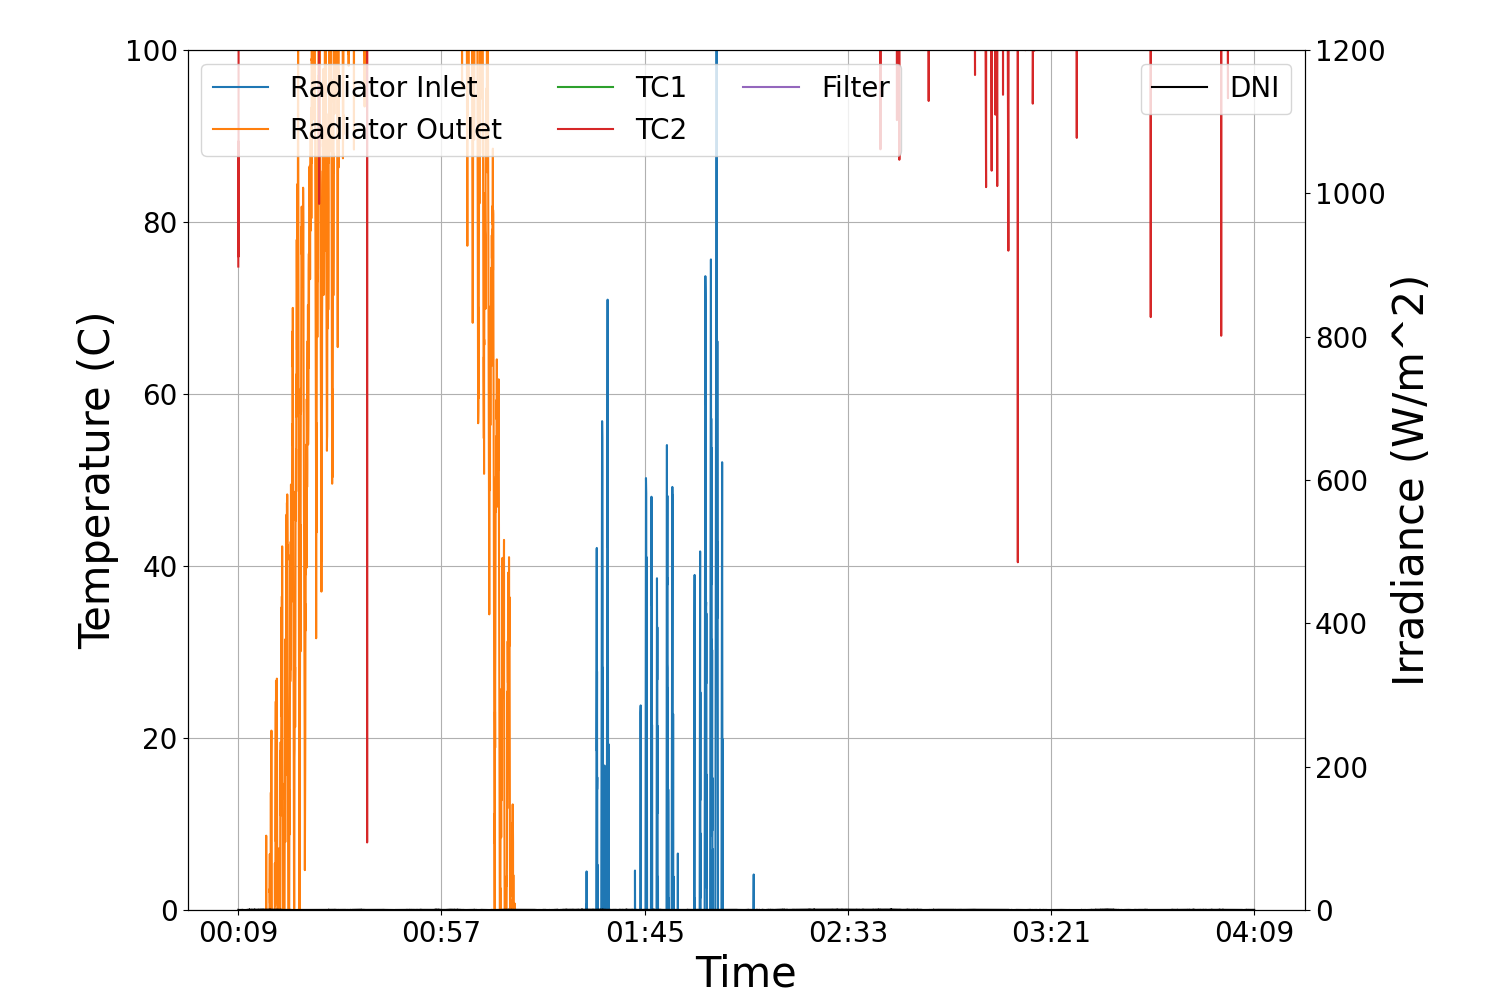 100
80
60
40
20
0
Temperature (C)
Radiator Inlet
Radiator Outlet
TC1
TC2
Filter
DNI
1200
1000
800
600
400
200
0
Irradiance (W/m^2)
00:09 00:57 01:45 02:33 03:21 04:09
Time